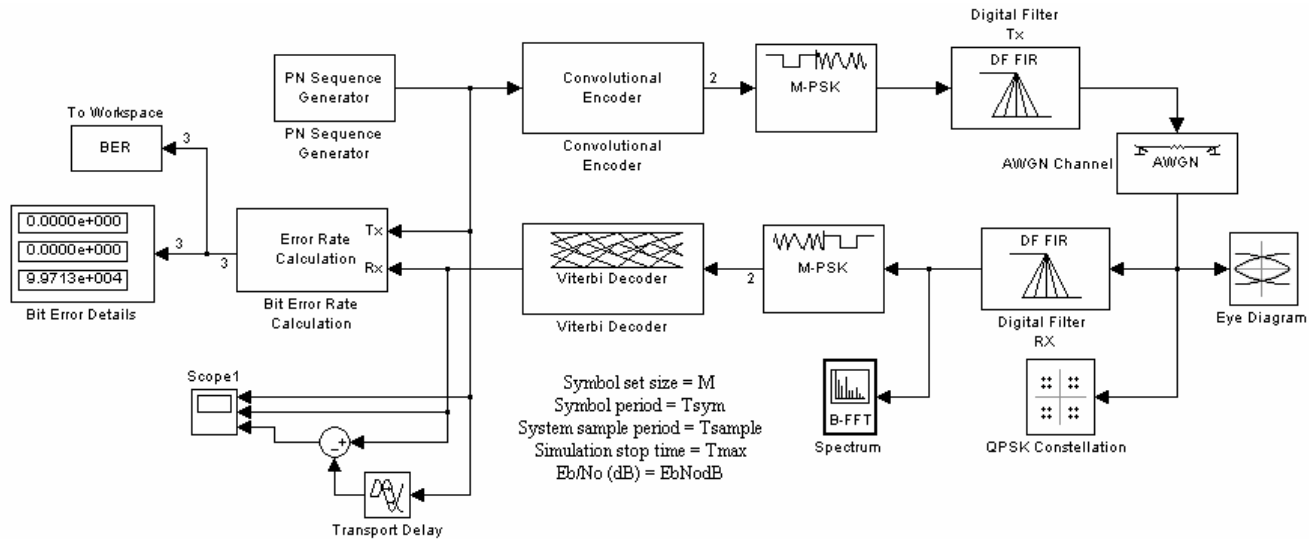 Digital Filter
Tx
PN Sequence
Generator
PN Sequence
Generator
Convolutional
Encoder
2
Convolutional
Encoder
M-PSK
DF FIR
To Workspace
BER
3
AWGN Channel
AWGN
0.0000e+000
0.0000e+000
9.9713e+004
3
Bit Error Details
3
Error Rate
Calculation
Tx
Rx
Bit Error Rate
Calculation
Viterbi Decoder
Viterbi Decoder
2
M-PSK
DF FIR
Digital Filter
RX
Eye Diagram
Scope1
Symbol set size = M
Symbol period = Tsym
System sample period = Tsample
Simulation stop time = Tmax
Eb/No (dB) = EbNodB
B-FFT
Spectrum
QPSK Constellation
+
−
Transport Delay